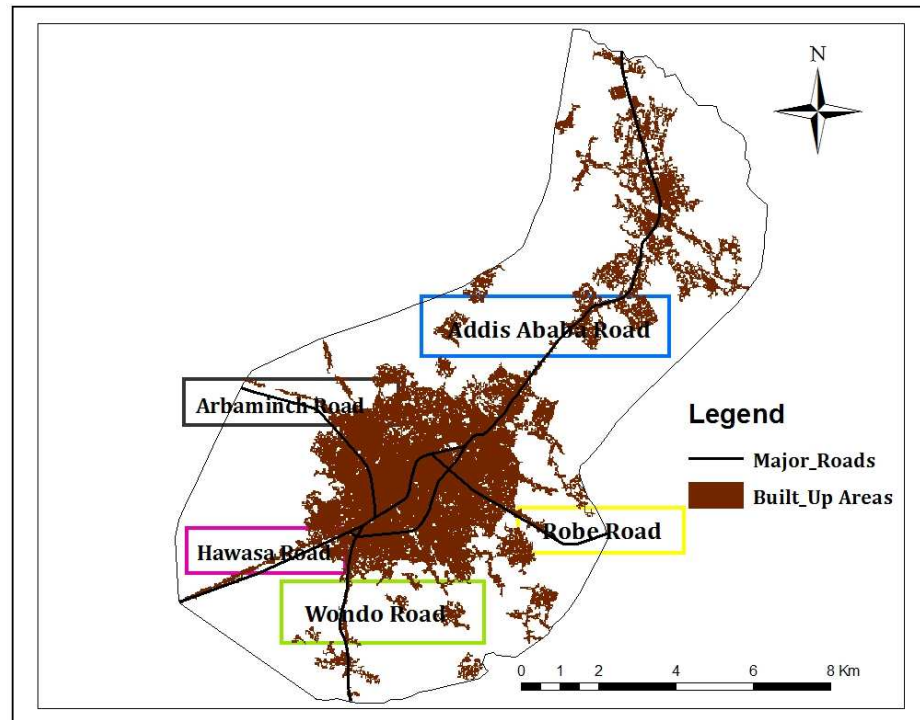 N
Addis Ababa Road
Arbaminch Road
Legend
Major_Roads
Built_Up Areas
Robe Road
Hawasa Road
Wondo Road
0 1 2 4 6 8 Km